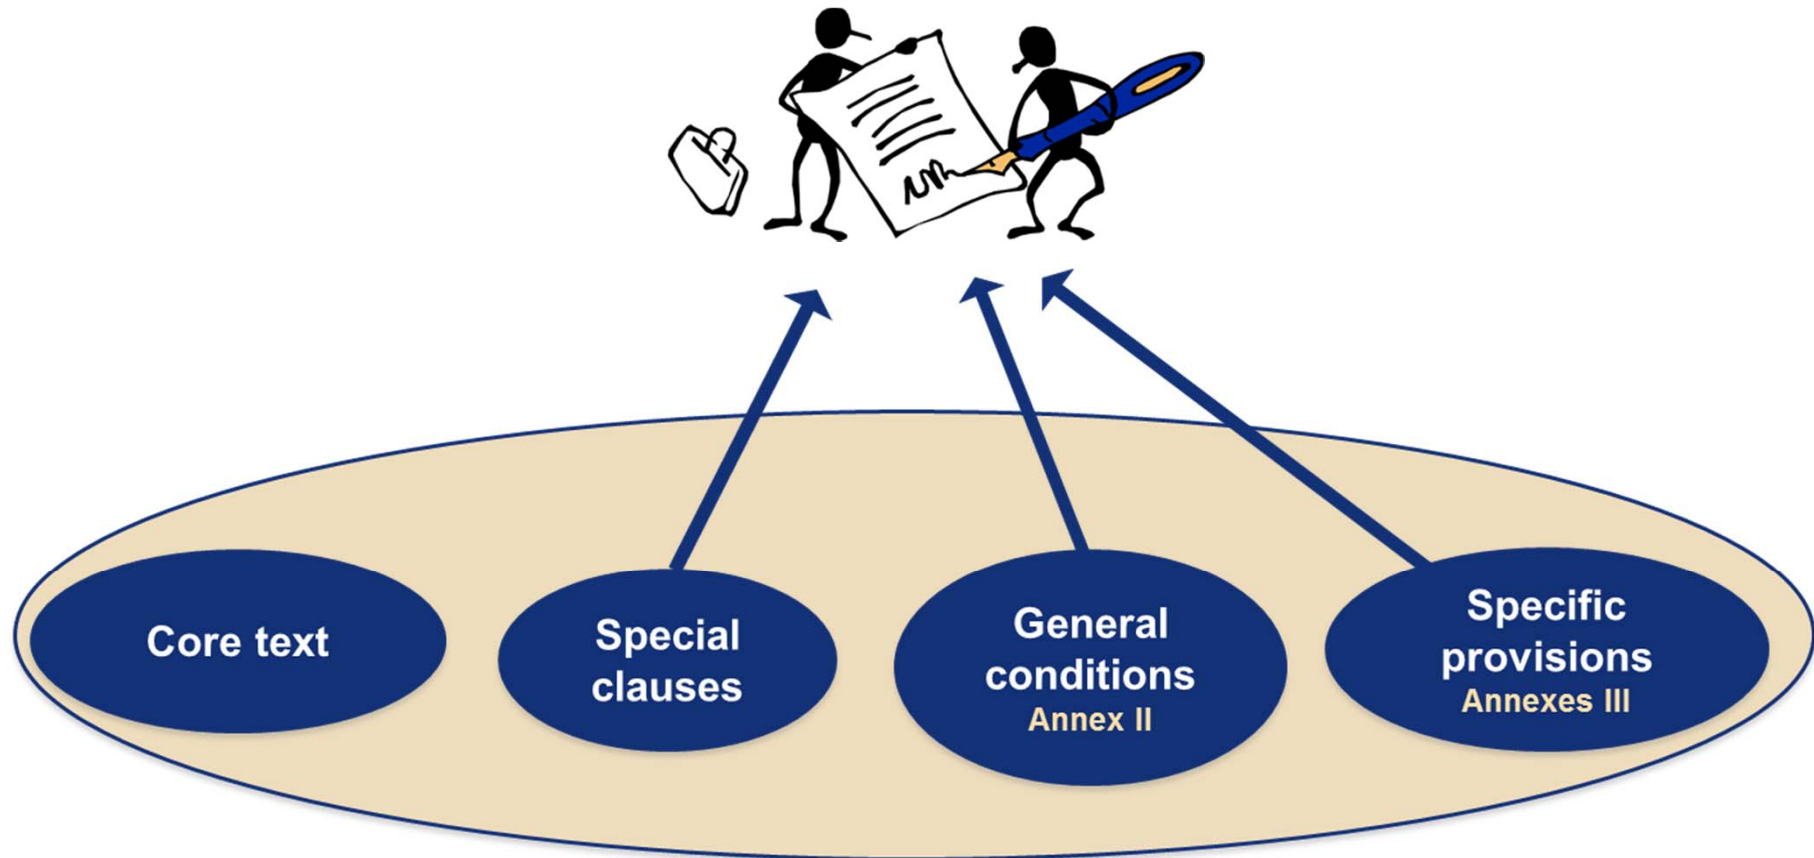 Core text
Special
clauses
General
conditions
Annex II
Specific
provisions
Annexes III